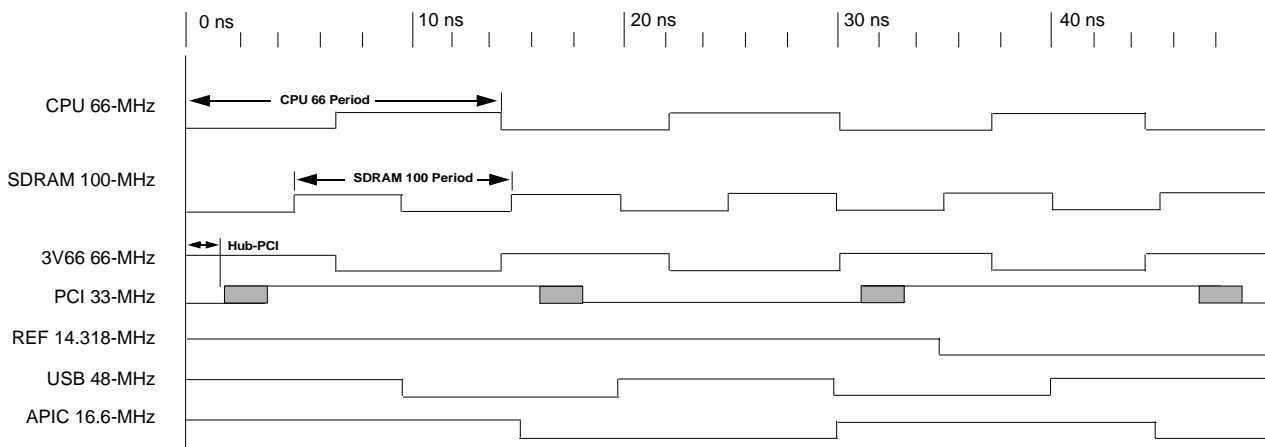 0 ns 10 ns 20 ns 30 ns 40 ns
CPU 66 Period
CPU 66-MHz
SDRAM 100-MHz SDRAM 100 Period
Hub-PCI
3V66 66-MHz
PCI 33-MHz
REF 14.318-MHz
USB 48-MHz
APIC 16.6-MHz